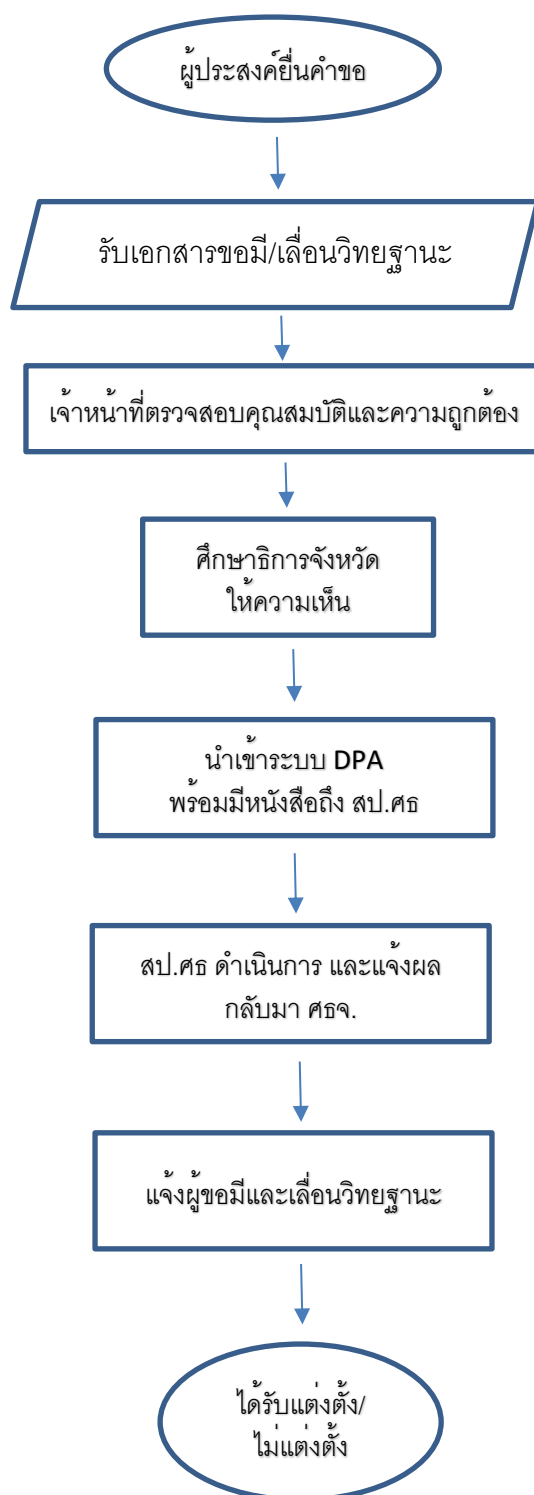 ผู้ประสงค์ยื่นคำขอ
รับเอกสารขอมี/เลื่อนวิทยฐานะ
เจ้าหน้าที่ตรวจสอบคุณสมบัติและความถูกต้อง
ศึกษาธิการจังหวัด
ให้ความเห็น
นำเข้าระบบ DPA
พร้อมมีหนังสือถึง สป.ศธ
สป.ศธ ดำเนินการ และแจ้งผล
กลับมา ศธจ.
แจ้งผู้ขอมีและเลื่อนวิทยฐานะ
ได้รับแต่งตั้ง/
ไม่แต่งตั้ง